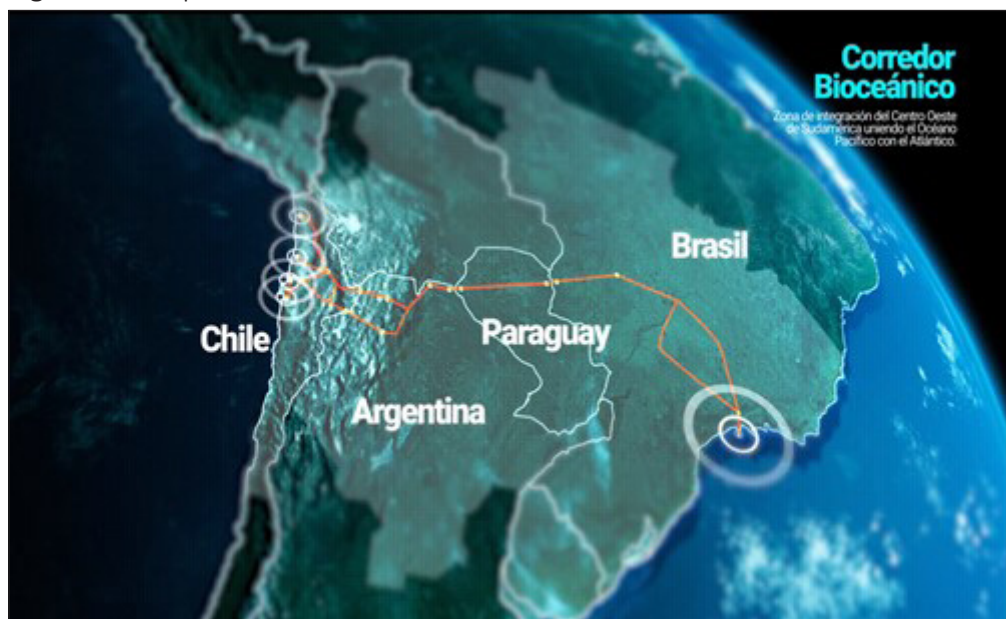 Corredor
Bioceánico
Zona de integración del Centro Oeste
de Sudamérica uniendo el Océano
Pacífico con el Atlántico.
Brasil
Chile
Paraguay
Argentina